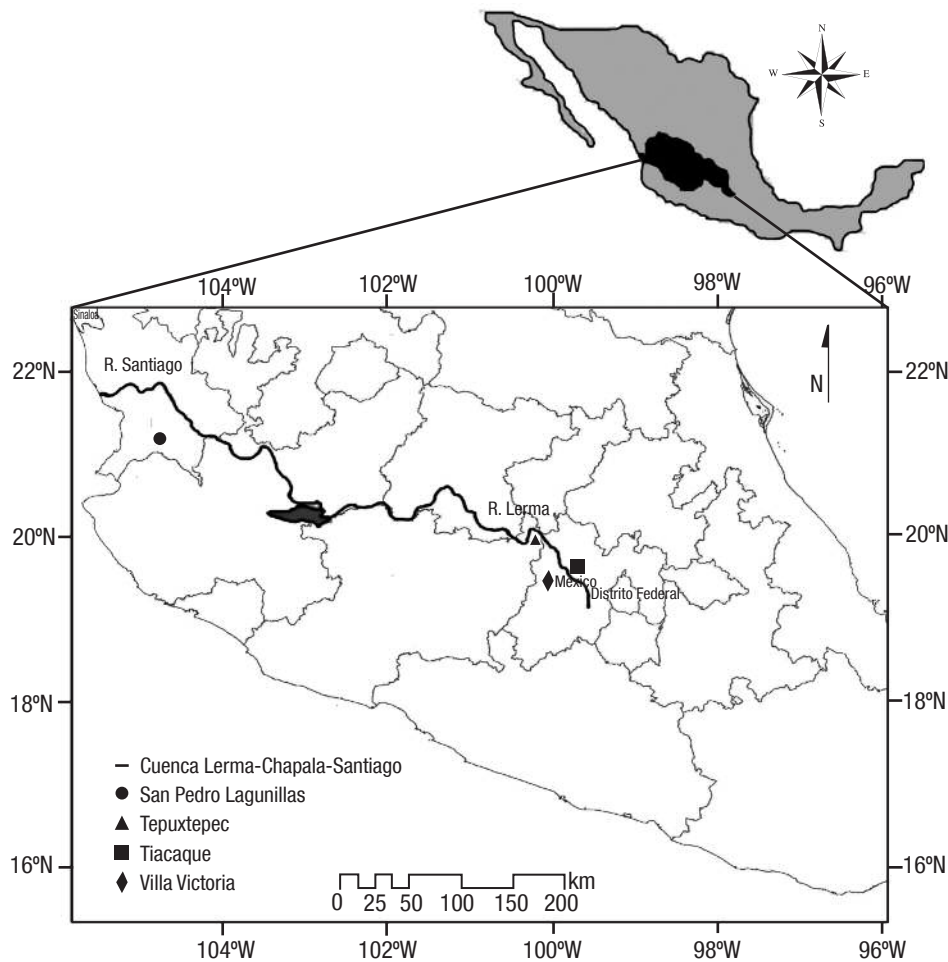 N
W E
S
104ºW 102ºW 100ºW 98ºW 96ºW
Sinaloa
R. Santiago
22ºN 22ºN
N
R. Lerma
20ºN 20ºN
México
Distrito Federal
18ºN 18ºN
Cuenca Lerma-Chapala-Santiago
San Pedro Lagunillas
Tepuxtepec
Tiacaque
16ºN 16ºN
Villa Victoria
km
0 25 50 100 150 200
104ºW 102ºW 100ºW 98ºW 96ºW